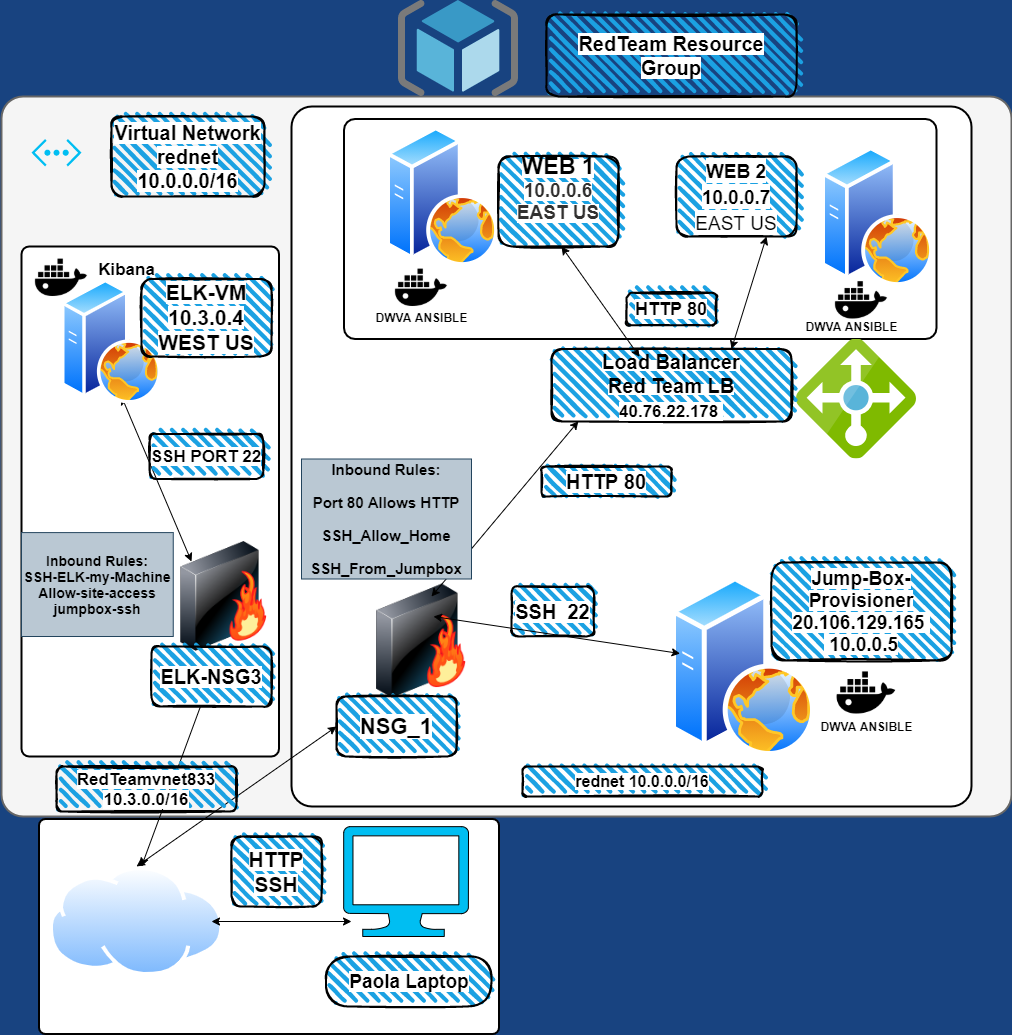 RedTeam Resource
Group
Virtual Network
rednet
10.0.0.0/16
WEB 1
10.0.0.6
EAST US
WEB 2
10.0.0.7
EAST US
DWVA ANSIBLE
DWVA ANSIBLE
HTTP 80
Kibana
ELK-VM
10.3.0.4
WEST US
Load Balancer
Red Team LB
40.76.22.178
SSH PORT 22
HTTP 80
Inbound Rules:
Port 80 Allows HTTP
SSH_Allow_Home
SSH_From_Jumpbox
Inbound Rules:
SSH-ELK-my-Machine
Allow-site-access
jumpbox-ssh
SSH 22
Jump-Box-
Provisioner
20.106.129.165
10.0.0.5
DWVA ANSIBLE
ELK-NSG3
NSG_1
RedTeamvnet833
10.3.0.0/16
rednet 10.0.0.0/16
HTTP
SSH
Paola Laptop